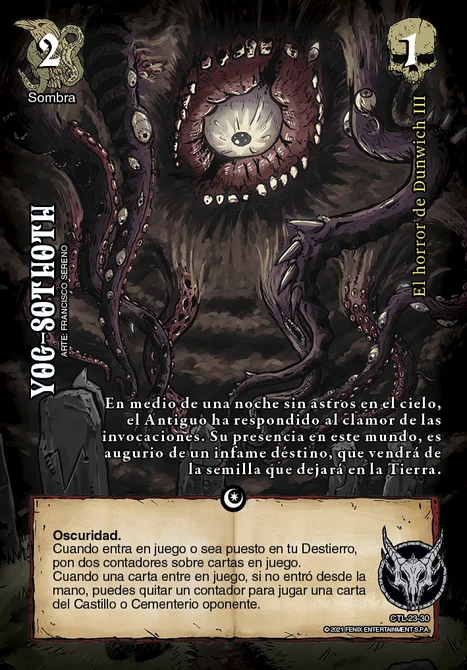 2
1
Sombra
El horror de Dunwich III
YOG-SOTHOTH
ARTE: FRANCISCO SERENO
En medio de una noche sin astros en el cielo,
el Antiguo ha respondido al clamor de las
invocaciones. Su presencia en este mundo, es
augurio de un infame destino, que vendrá de
la semilla que dejará en la Tierra.
Oscuridad.
Cuando entra en juego o sea puesto en tu Destierro,
pon dos contadores sobre cartas en juego.
Cuando una carta entre en juego, si no entró desde la
mano, puedes quitar un contador para jugar una carta
del Castillo o Cementerio oponente.
CTL-23-30
© 2021 FENIX ENTERTAINMENT S.P.A.